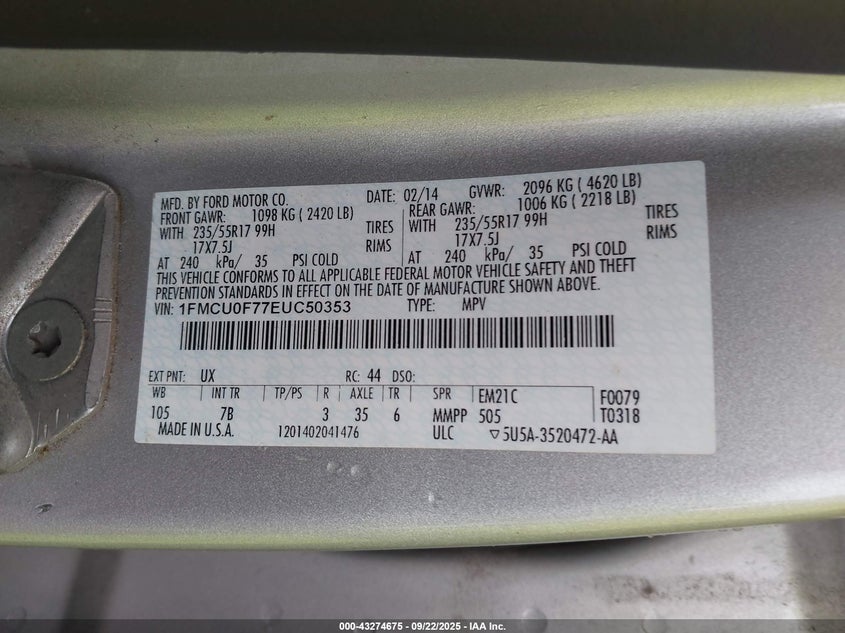 MFD. BY FORD MOTOR CO. DATE: 02/14 GVWR: 2096 KG ( 4620 LB)
FRONT GAWR: 1098 KG ( 2420 LB) REAR GAWR: 1006 KG ( 2218 LB)
WITH 235/55R17 99H TIRES WITH 235/55R17 99H TIRES
17X7.5J RIMS 17X7.5J RIMS
AT 240 kPa/ 35 PSI COLD AT 240 kPa/ 35 PSI COLD
THIS VEHICLE CONFORMS TO ALL APPLICABLE FEDERAL MOTOR VEHICLE SAFETY AND THEFT
PREVENTION STANDARDS IN EFFECT ON THE DATE OF MANUFACTURE SHOWN ABOVE.
VIN: 1FMCU0F77EUC50353 TYPE: MPV
EXT PNT: UX RC: 44 DSO:
WB INT TR TP/PS R AXLE TR SPR EM21C F0079
105 7B 3 35 6 MMPP 505 T0318
MADE IN U.S.A. 1201402041476 ULC ▽5U5A-3520472-AA
000-43274675 - 09/22/2025 - IAA Inc.